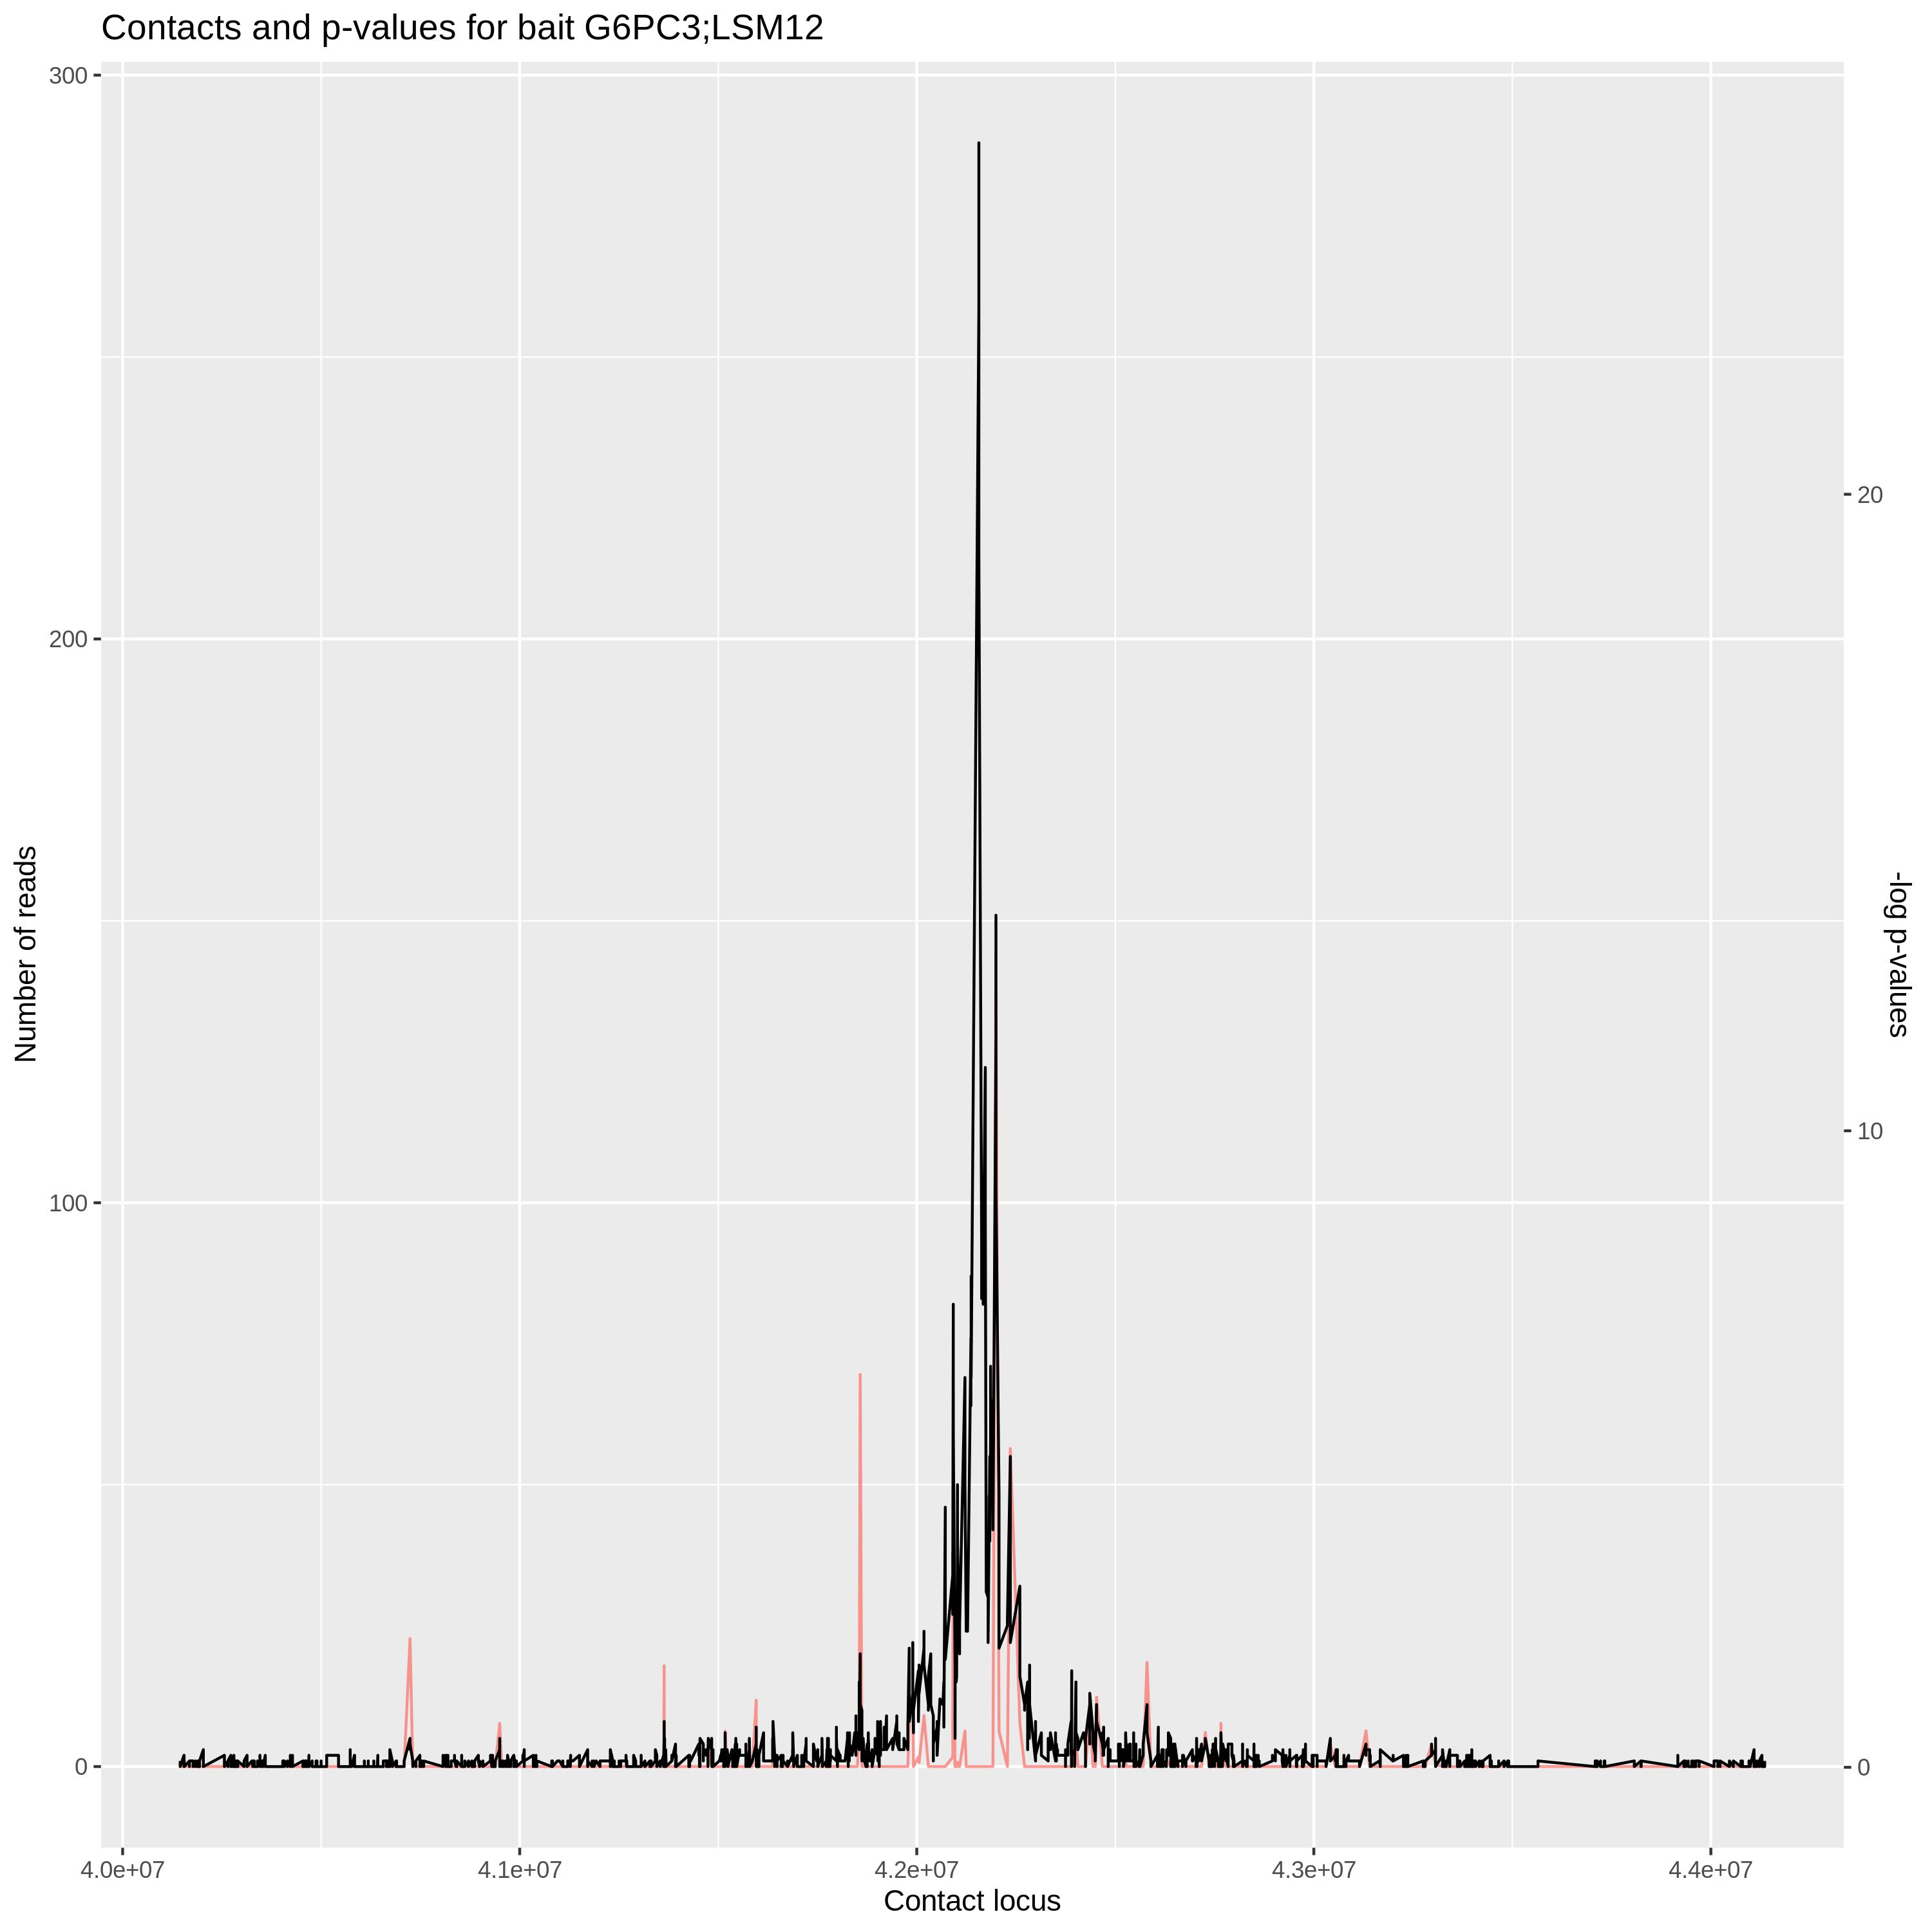 Contacts and p-values for bait G6PC3;LSM12
300
200
100
0
Number of reads
20
10
0
-log p-values
4.0e+07
4.1e+07
4.2e+07
4.3e+07
4.4e+07
Contact locus